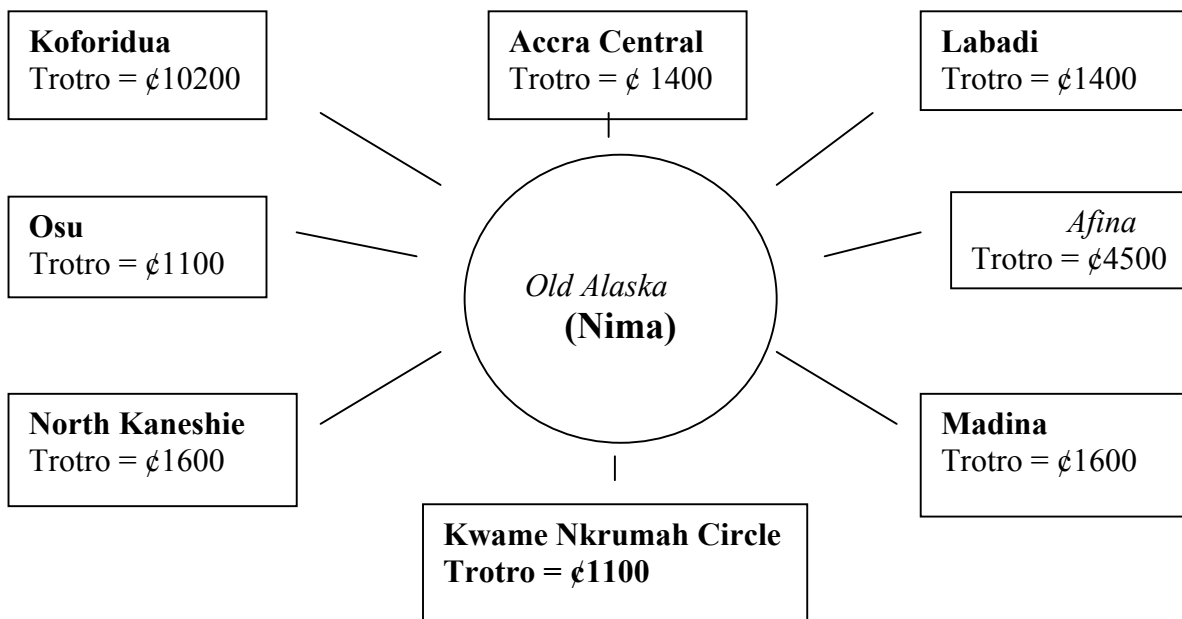 Koforidua
Trotro = ¢10200
Accra Central
Trotro = ¢ 1400
Labadi
Trotro = ¢1400
Osu
Trotro = ¢1100
Afina
Trotro = ¢4500
Old Alaska
(Nima)
North Kaneshie
Trotro = ¢1600
Madina
Trotro = ¢1600
Kwame Nkrumah Circle
Trotro = ¢1100